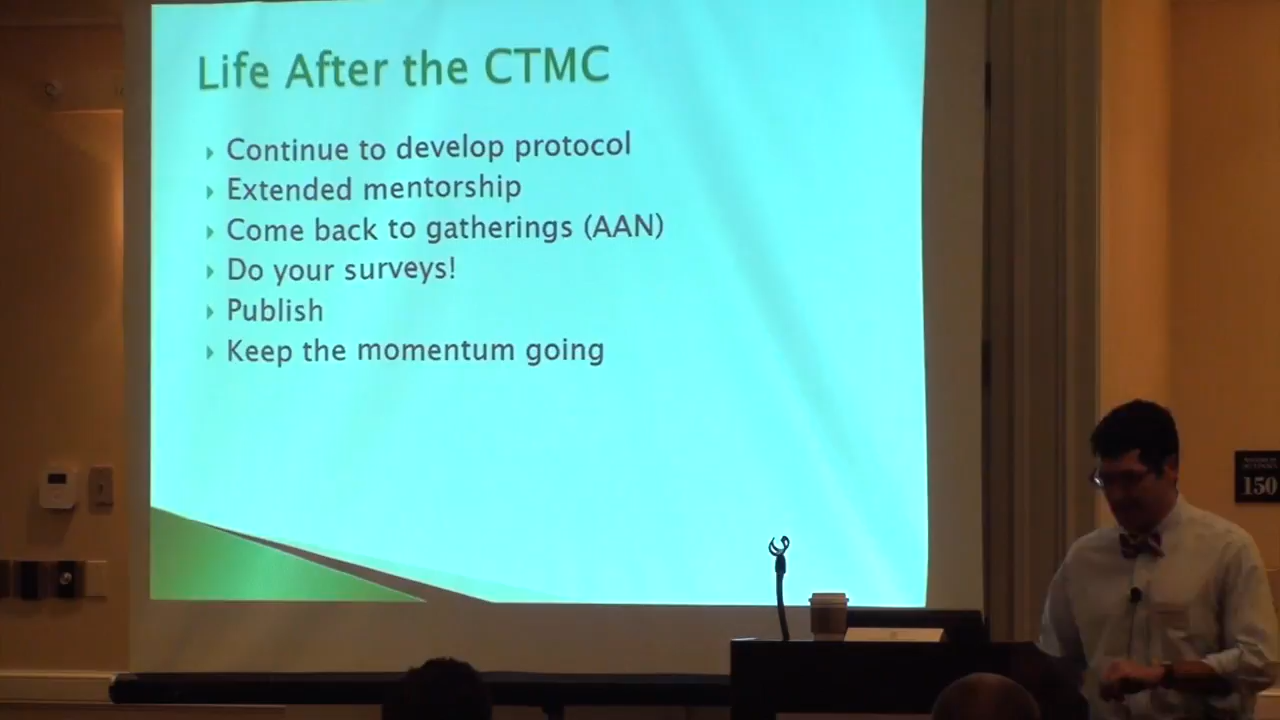 Life After the CTMC
Continue to develop protocol
Extended mentorship
Come back to gatherings (AAN)
Do your surveys!
Publish
Keep the momentum going
150